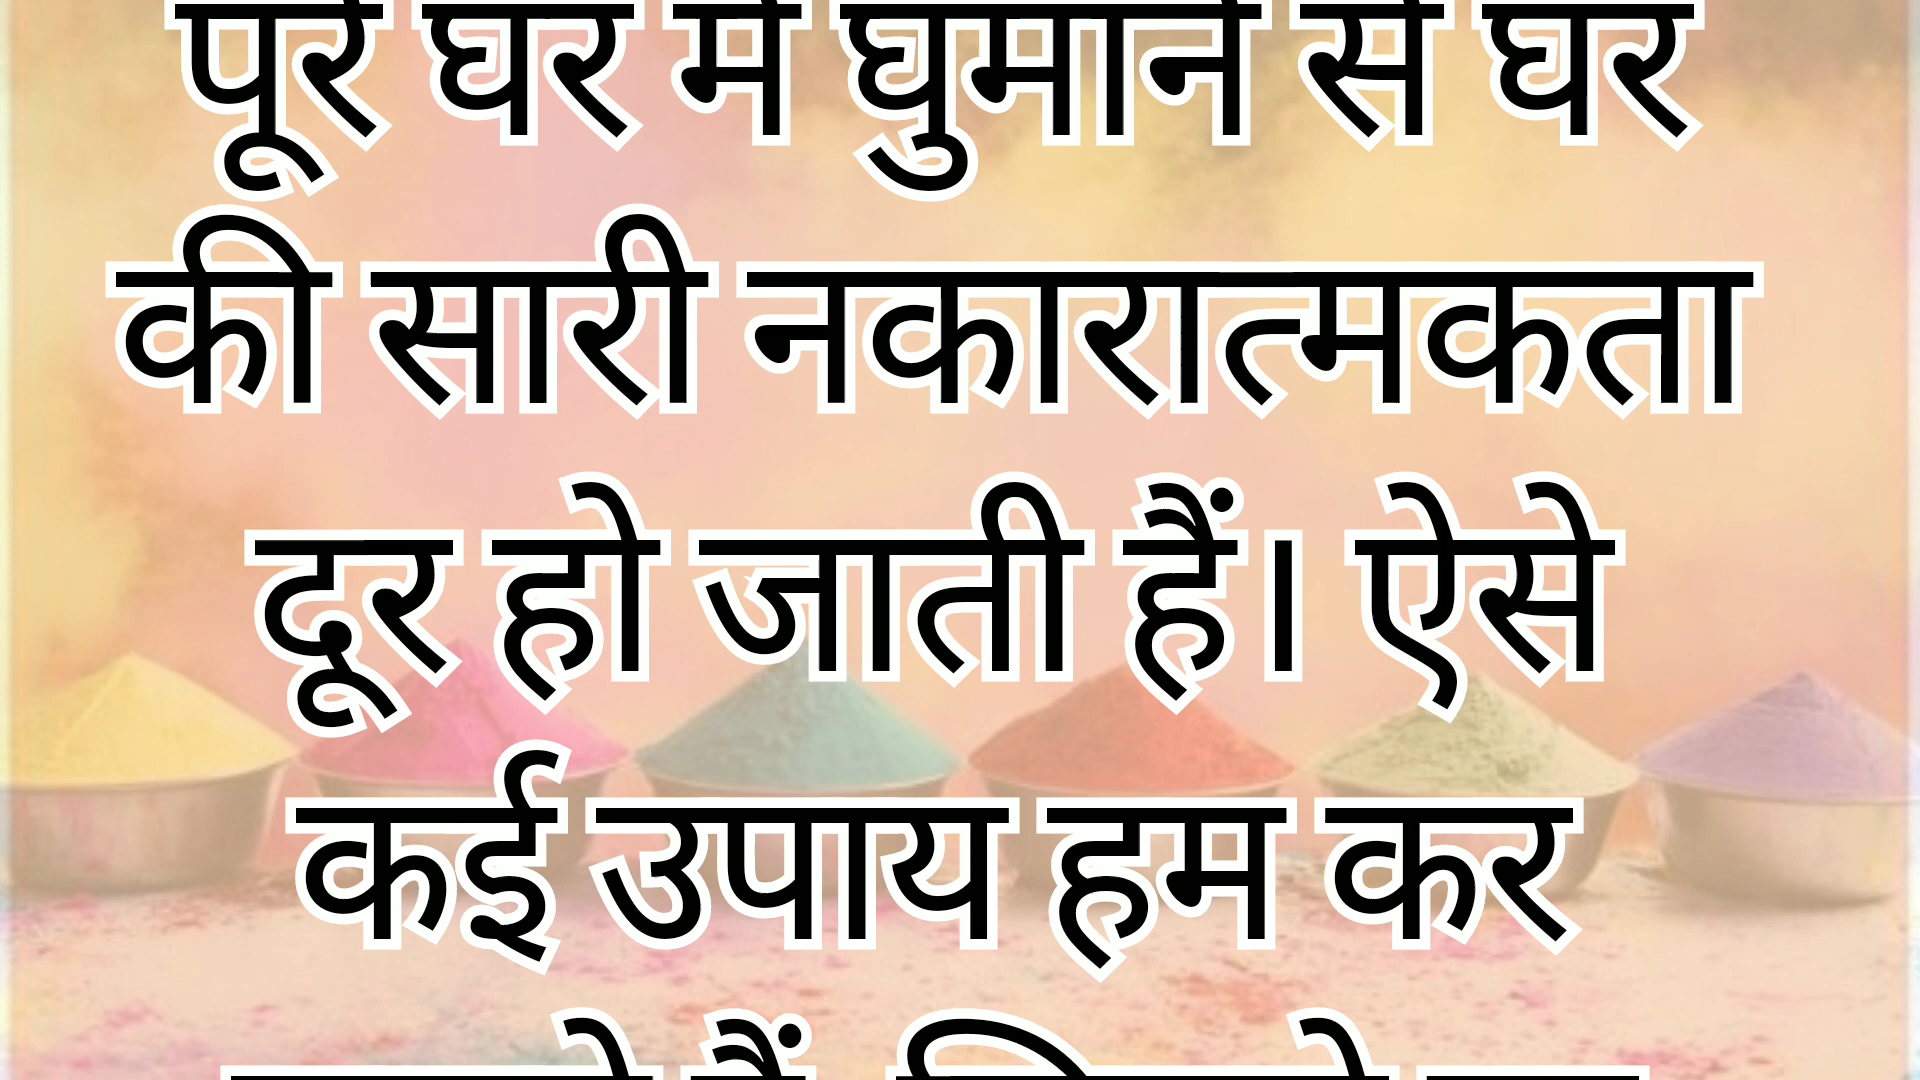 पूरे घर में घुमाने से घर
की सारी नकारात्मकता
दूर हो जाती हैं। ऐसे
कई उपाय हम कर